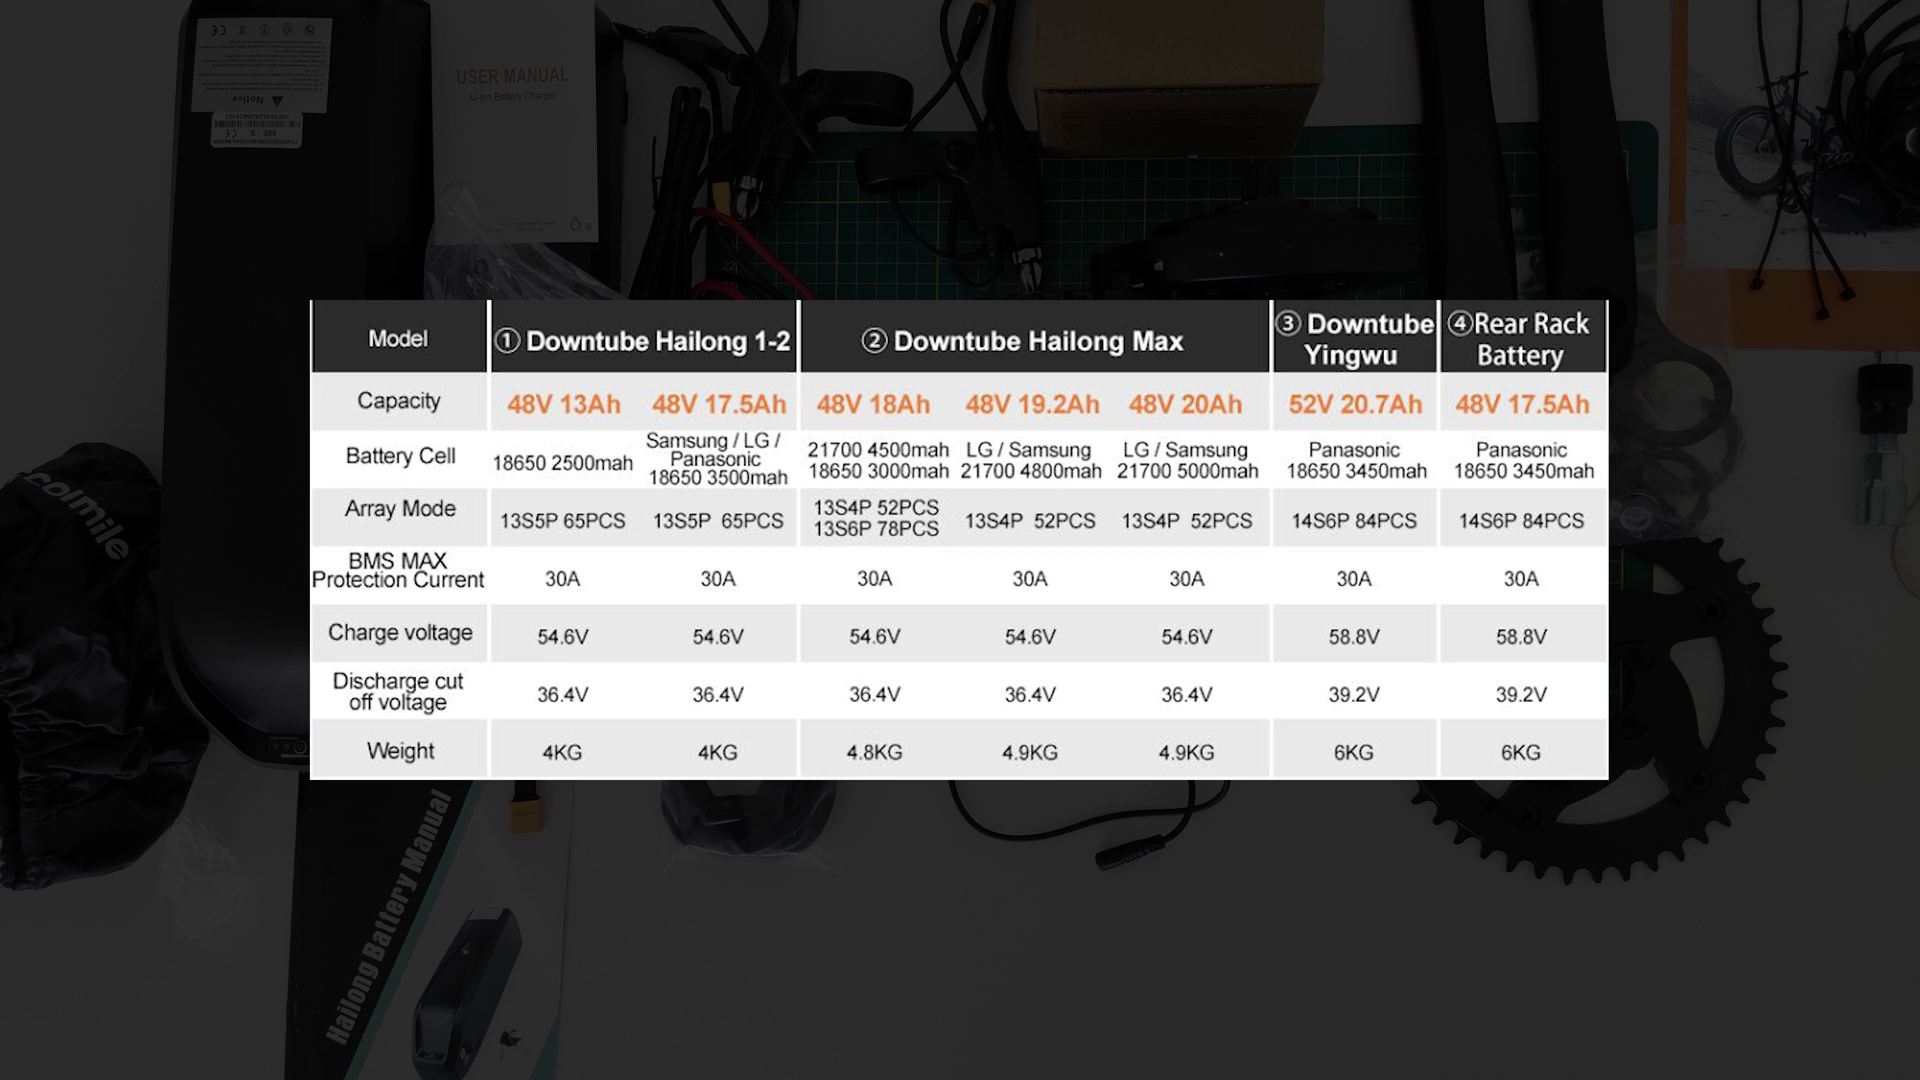 USER MANUAL
Li-ion Battery Charger
Notice
22
colmile
Model
① Downtube Hailong 1-2
② Downtube Hailong Max
③ Downtube
Yingwu
④Rear Rack
Battery
Capacity
48V 13Ah
48V 17.5Ah
48V 18Ah
48V 19.2Ah
48V 20Ah
52V 20.7Ah
48V 17.5Ah
Battery Cell
18650 2500mah
Samsung / LG /
Panasonic
18650 3500mah
21700 4500mah
18650 3000mah
LG / Samsung
21700 4800mah
LG / Samsung
21700 5000mah
Panasonic
18650 3450mah
Panasonic
18650 3450mah
Array Mode
13S5P 65PCS
13S5P 65PCS
13S4P 52PCS
13S6P 78PCS
13S4P 52PCS
13S4P 52PCS
14S6P 84PCS
14S6P 84PCS
BMS MAX
Protection Current
30A
30A
30A
30A
30A
30A
30A
Charge voltage
54.6V
54.6V
54.6V
54.6V
54.6V
58.8V
58.8V
Discharge cut
off voltage
36.4V
36.4V
36.4V
36.4V
36.4V
39.2V
39.2V
Weight
4KG
4KG
4.8KG
4.9KG
4.9KG
6KG
6KG
Hailong Battery Manual